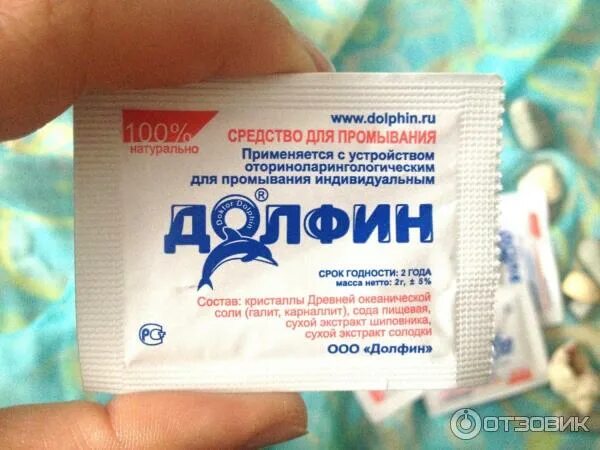 www.dolphin.ru
100%
натурально
СРЕДСТВО ДЛЯ ПРОМЫВАНИЯ
Применяется с устройством
оториноларингологическим
для промывания индивидуальным
Doktor Dolphin
ДОЛФИН®
СРОК ГОДНОСТИ: 2 ГОДА
масса нетто: 2г, ± 5%
Состав: кристаллы Древней океанической
соли (галит, карналлит), сода пищевая,
сухой экстракт шиповника,
сухой экстракт солодки
РСТ
ООО «Долфин»
ОТЗОВИК